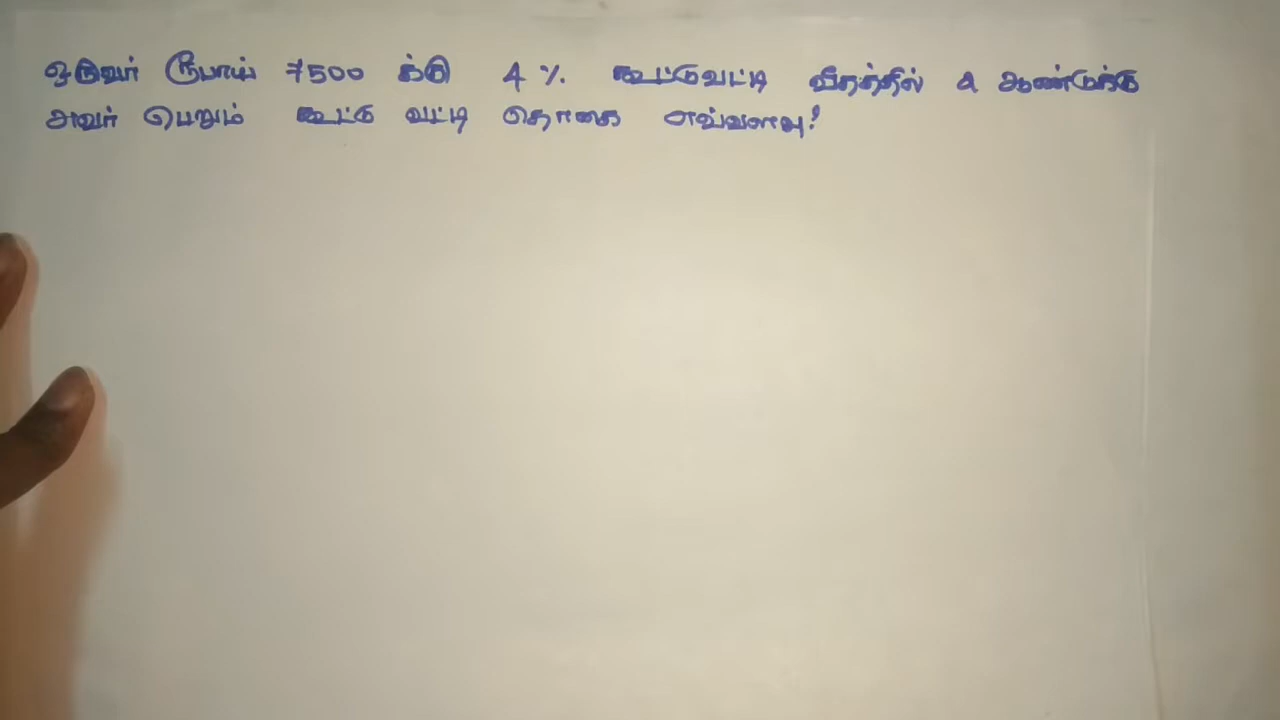 ஒருவர் ரூபாய் 7500 க்கு 4 % கூட்டுவட்டி வீதத்தில் 2 ஆண்டுக்கு
அவர் பெறும் கூட்டு வட்டி தொகை எவ்வளவு?